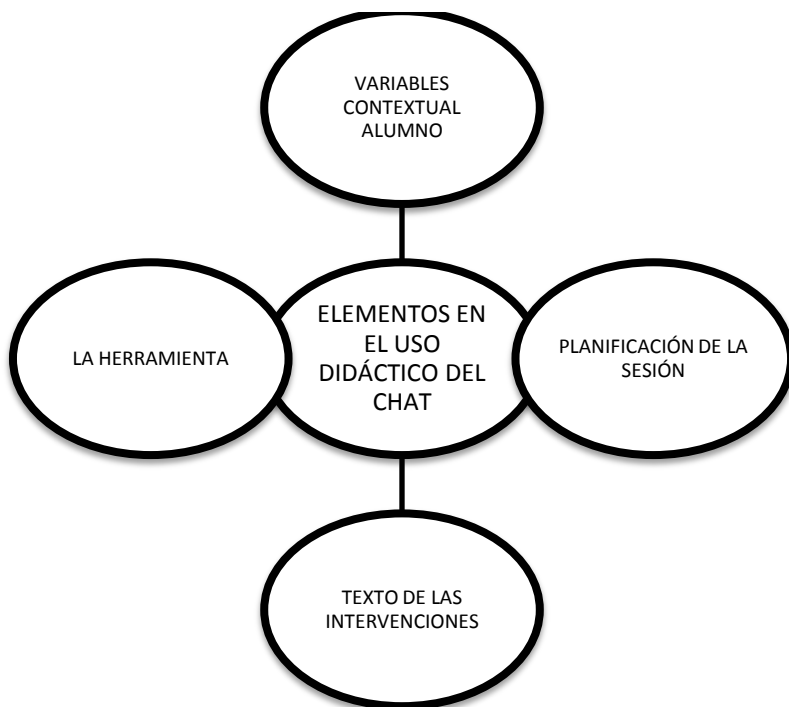 VARIABLES
CONTEXTUAL
ALUMNO
LA HERRAMIENTA
ELEMENTOS EN
EL USO
DIDÁCTICO DEL
CHAT
PLANIFICACIÓN DE LA
SESIÓN
TEXTO DE LAS
INTERVENCIONES